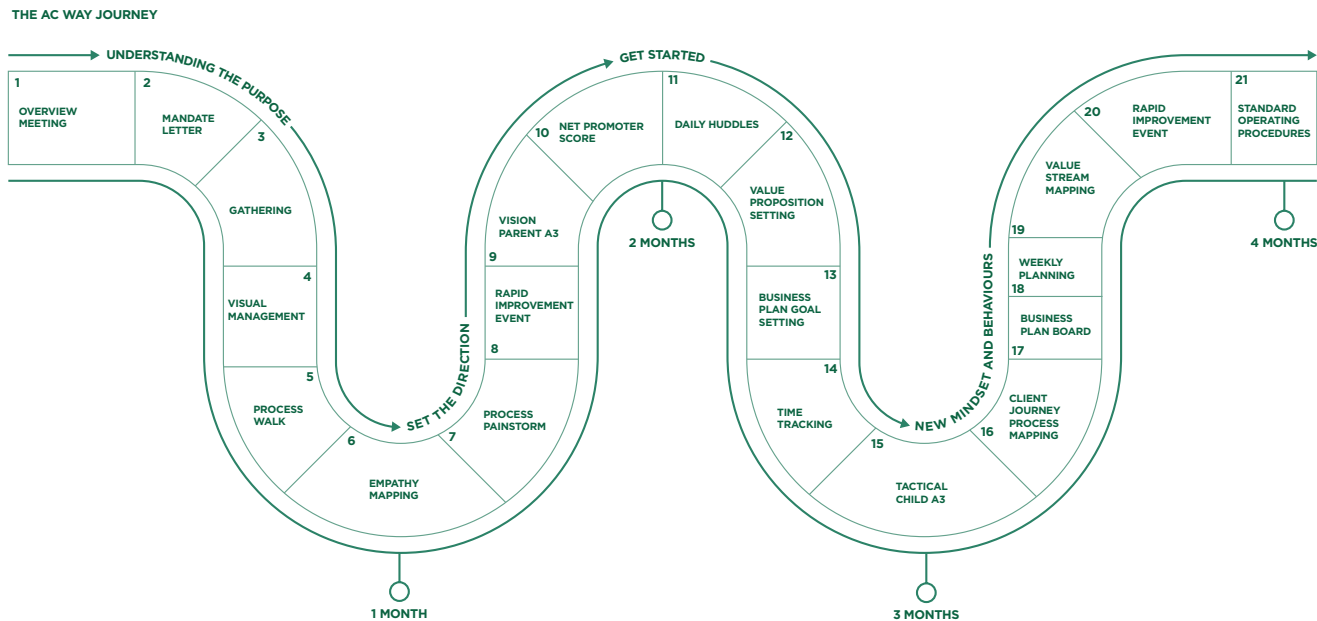 THE AC WAY JOURNEY
UNDERSTANDING THE PURPOSE
1
OVERVIEW
MEETING
2
MANDATE
LETTER
3
GATHERING
4
VISUAL
MANAGEMENT
5
PROCESS
WALK
6
EMPATHY
MAPPING
1 MONTH
SET THE DIRECTION
7
PROCESS
PAINSTORM
8
RAPID
IMPROVEMENT
EVENT
9
VISION
PARENT A3
10
NET PROMOTER
SCORE
GET STARTED
2 MONTHS
11
DAILY HUDDLES
12
VALUE
PROPOSITION
SETTING
13
BUSINESS
PLAN GOAL
SETTING
14
TIME
TRACKING
15
TACTICAL
CHILD A3
3 MONTHS
NEW MINDSET AND BEHAVIOURS
16
CLIENT
JOURNEY
PROCESS
MAPPING
17
BUSINESS
PLAN BOARD
18
WEEKLY
PLANNING
19
VALUE
STREAM
MAPPING
20
RAPID
IMPROVEMENT
EVENT
21
STANDARD
OPERATING
PROCEDURES
4 MONTHS